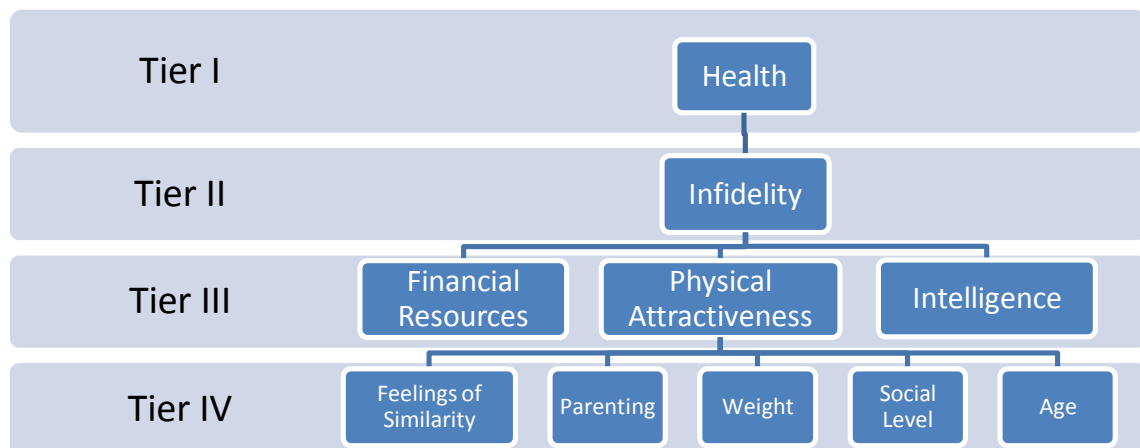 Tier I
Health
Tier II
Infidelity
Tier III
Financial
Resources
Physical
Attractiveness
Intelligence
Tier IV
Feelings of
Similarity
Parenting
Weight
Social
Level
Age